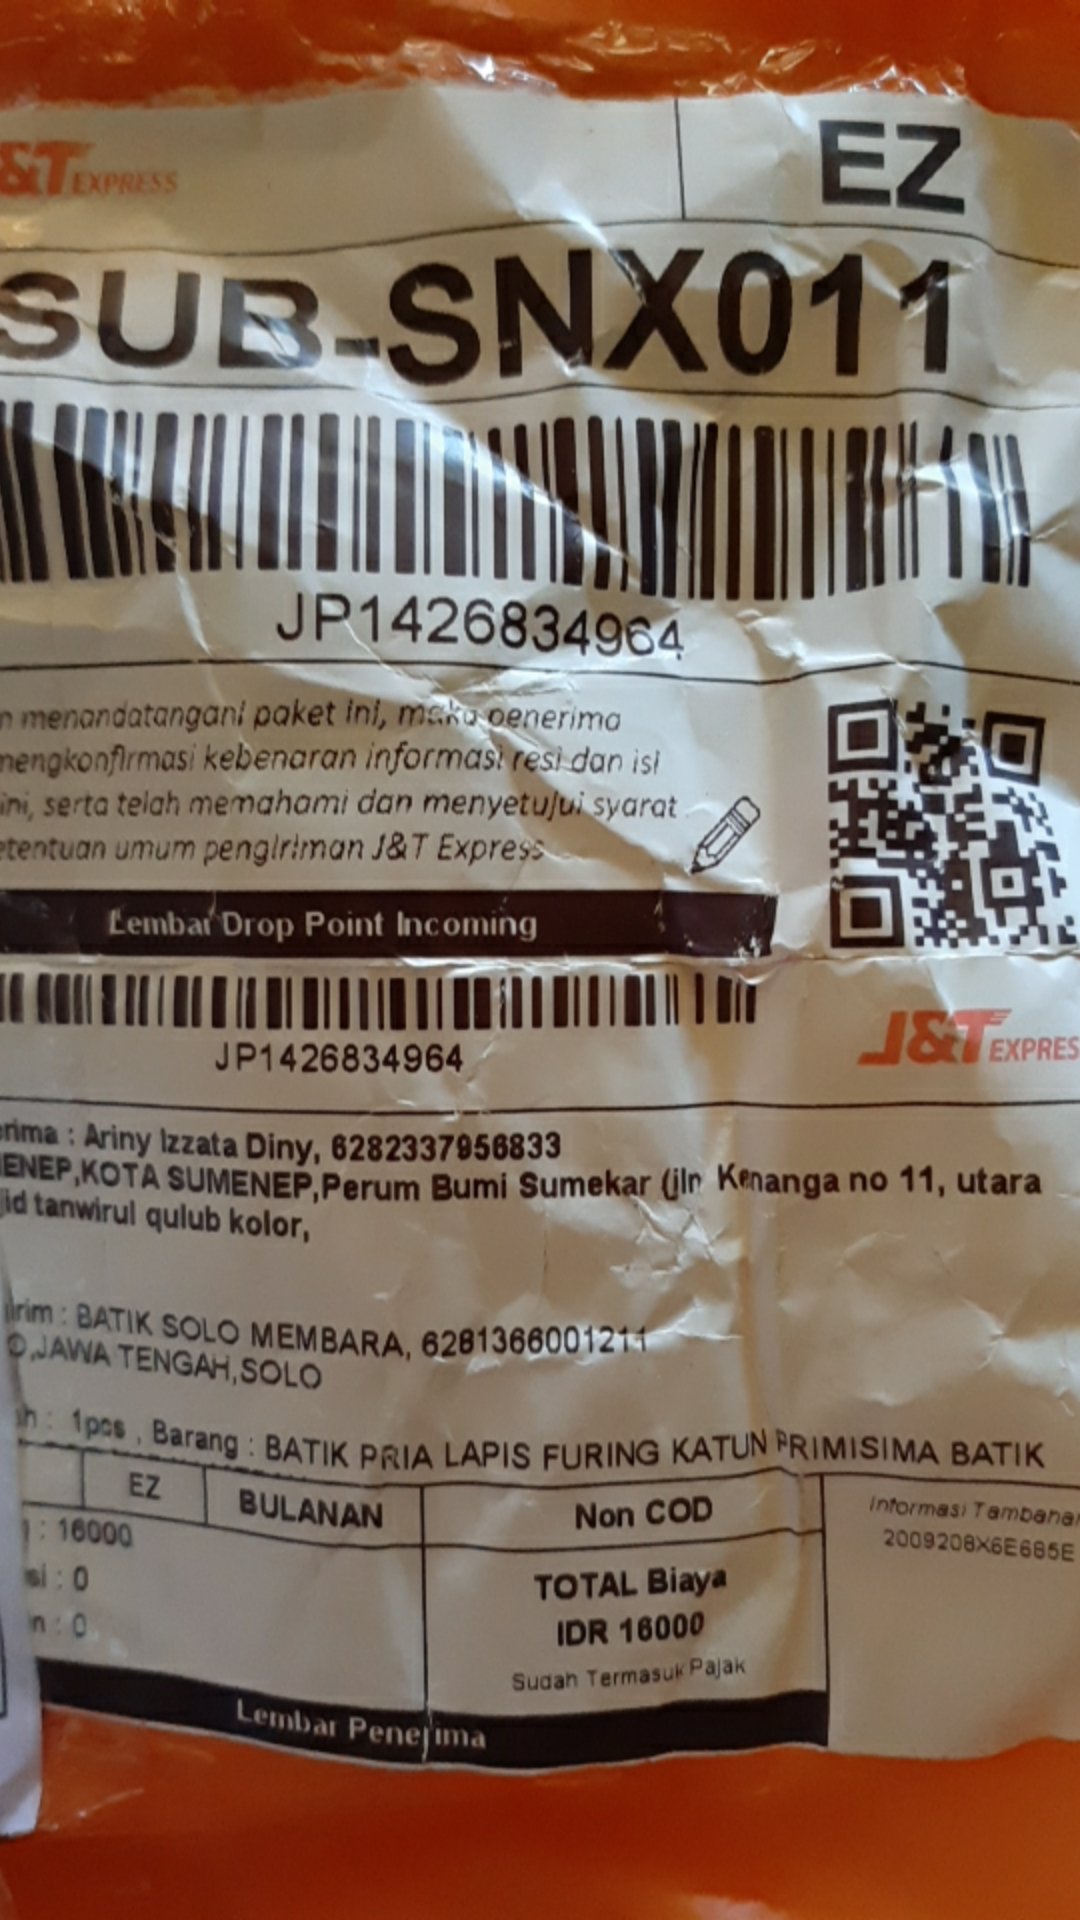 &T EXPRESS
EZ
SUB-SNX011
JP1426834964
menandatangani paket ini, maka penerima
mengkonfirmasi kebenaran informasi resi dan isi
ini, serta telah memahami dan menyetujui syarat
etentuan umum pengiriman J&T Express
Lembar Drop Point Incoming
JP1426834964
J&T EXPRES
erima : Ariny Izzata Diny, 6282337956833
ENEP,KOTA SUMENEP,Perum Bumi Sumekar (jln Kenanga no 11, utara
jid tanwirul qulub kolor,
irim : BATIK SOLO MEMBARA, 6281366001211
O,JAWA TENGAH,SOLO
ah : 1pcs , Barang : BATIK PRIA LAPIS FURING KATUN PRIMISIMA BATIK
EZ
BULANAN
Non COD
Informasi Tambahan
2009208X6E685E
: 16000
si : 0
n : 0
TOTAL Biaya
IDR 16000
Sudah Termasuk Pajak
Lembar Penerima